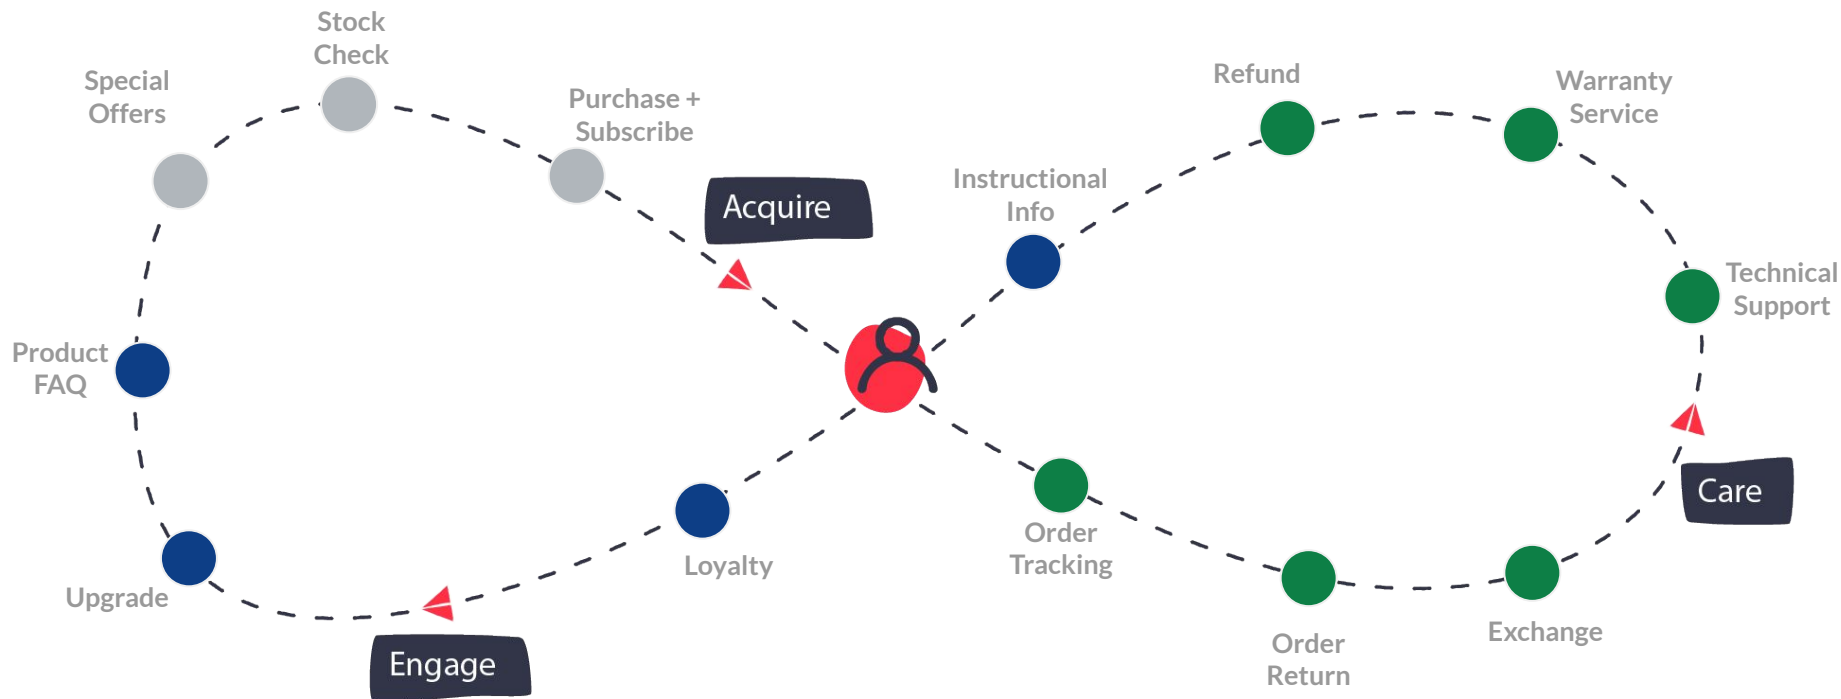 Stock
Check
Special
Offers
Purchase +
Subscribe
Acquire
Instructional
Info
Refund
Warranty
Service
Technical
Support
Product
FAQ
Upgrade
Engage
Loyalty
Order
Tracking
Order
Return
Exchange
Care